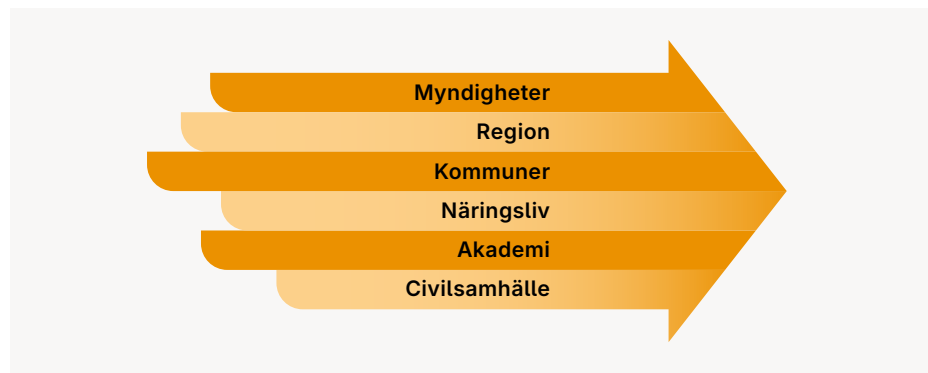 Myndigheter
Region
Kommuner
Näringsliv
Akademi
Civilsamhälle